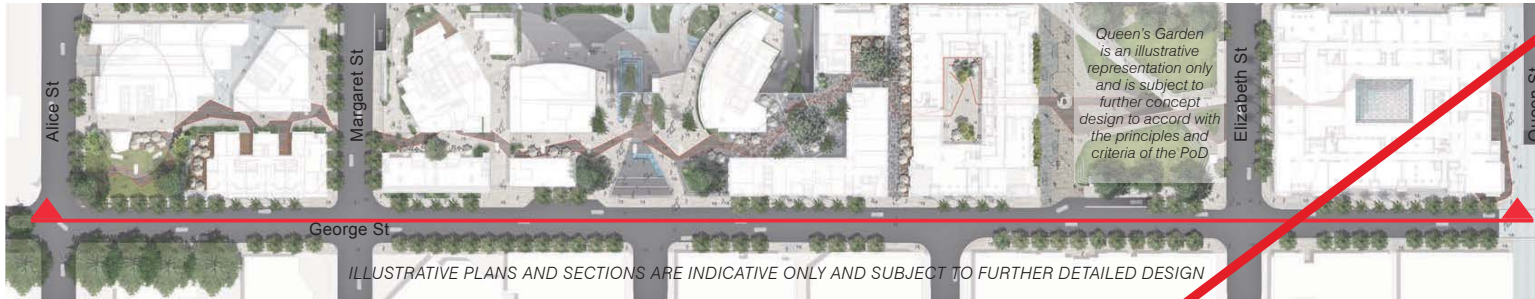 Alice St
Margaret St
Queen's Garden
is an illustrative
representation only
and is subject to
further concept
design to accord with
the principles and
criteria of the PoD
Elizabeth St
George St
ILLUSTRATIVE PLANS AND SECTIONS ARE INDICATIVE ONLY AND SUBJECT TO FURTHER DETAILED DESIGN